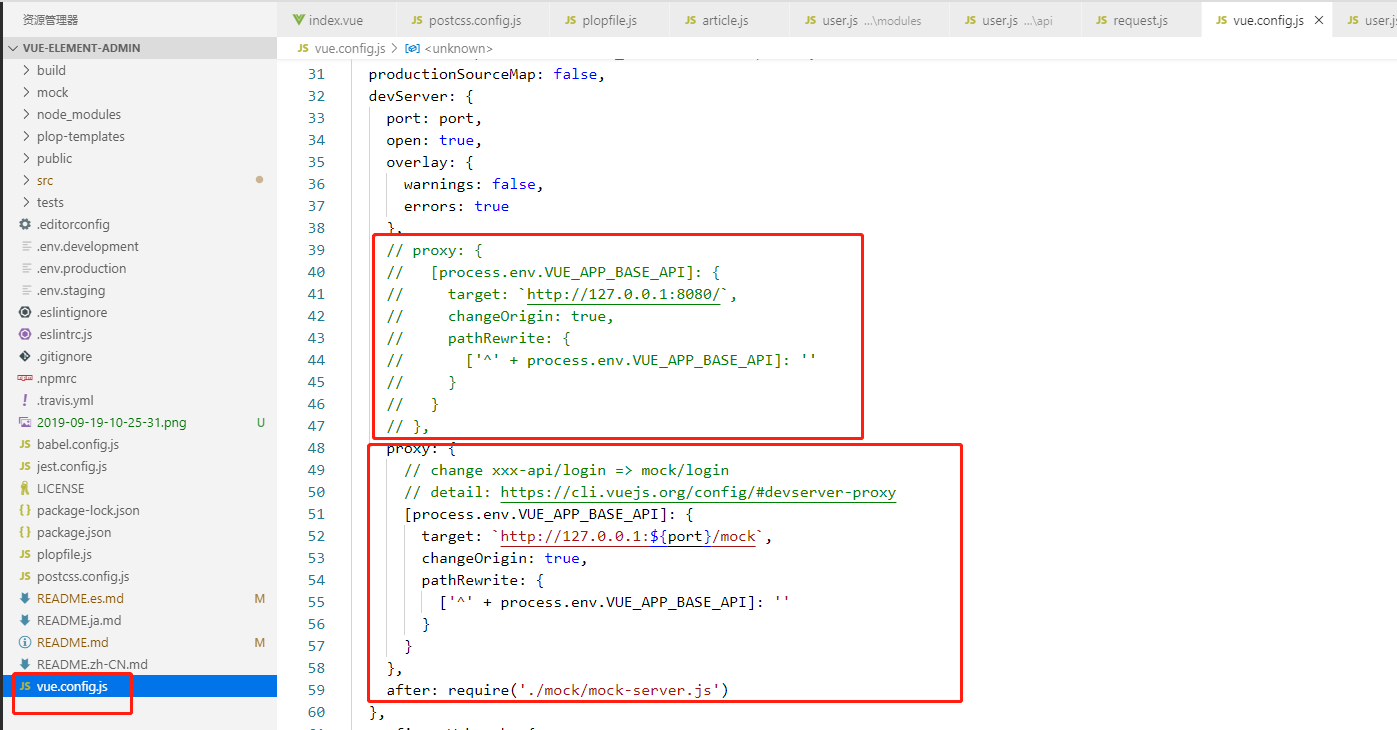 资源管理器
VUE-ELEMENT-ADMIN
build
mock
node_modules
plop-templates
public
src
tests
.editorconfig
.env.development
.env.production
.env.staging
.eslintignore
.eslintrc.js
.gitignore
.npmrc
.travis.yml
2019-09-19-10-25-31.png U
babel.config.js
jest.config.js
LICENSE
package-lock.json
package.json
plopfile.js
postcss.config.js
README.es.md M
README.ja.md
README.md M
README.zh-CN.md
vue.config.js
index.vue JS postcss.config.js JS plopfile.js JS article.js JS user.js ...\modules JS user.js ...\api JS request.js JS vue.config.js × JS user.js
JS vue.config.js > <unknown>
31 productionSourceMap: false,
32 devServer: {
33 port: port,
34 open: true,
35 overlay: {
36 warnings: false,
37 errors: true
38 },
39 // proxy: {
40 //   [process.env.VUE_APP_BASE_API]: {
41 //     target: `http://127.0.0.1:8080/`,
42 //     changeOrigin: true,
43 //     pathRewrite: {
44 //       ['^' + process.env.VUE_APP_BASE_API]: ''
45 //     }
46 //   }
47 // },
48 proxy: {
49 // change xxx-api/login => mock/login
50 // detail: https://cli.vuejs.org/config/#devserver-proxy
51 [process.env.VUE_APP_BASE_API]: {
52 target: `http://127.0.0.1:${port}/mock`,
53 changeOrigin: true,
54 pathRewrite: {
55 ['^' + process.env.VUE_APP_BASE_API]: ''
56 }
57 }
58 },
59 after: require('./mock/mock-server.js')
60 },